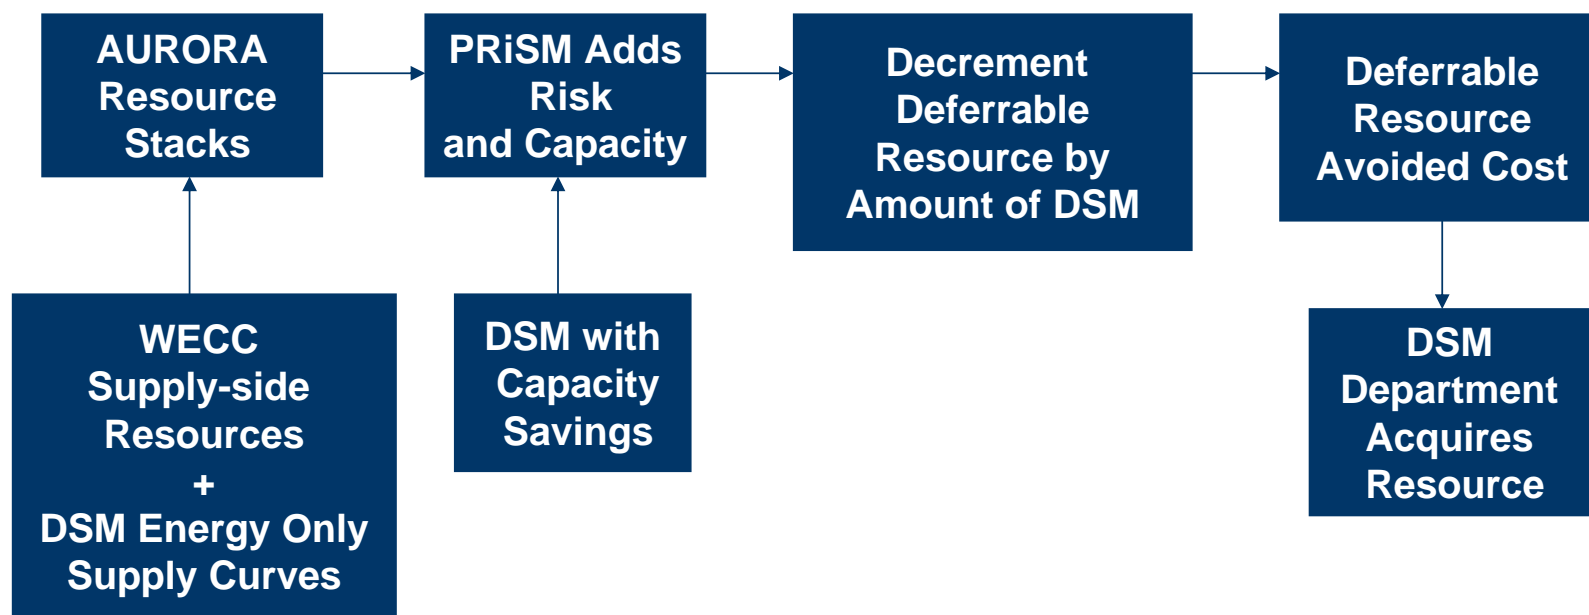 AURORA
Resource
Stacks
PRiSM Adds
Risk
and Capacity
Decrement
Deferrable
Resource by
Amount of DSM
Deferrable
Resource
Avoided Cost
WECC
Supply-side
Resources
+
DSM Energy Only
Supply Curves
DSM with
Capacity
Savings
DSM
Department
Acquires
Resource